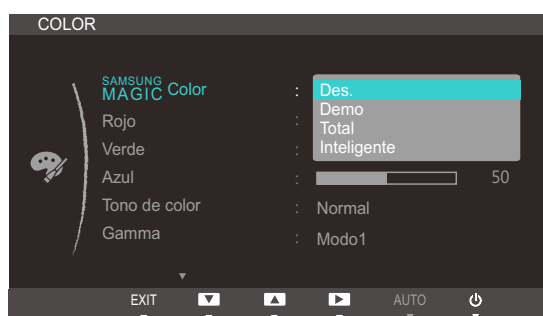 COLOR
SAMSUNG
MAGIC Color : Des.
Demo
Rojo :
Total
Verde : Inteligente
Azul : 50
Tono de color : Normal
Gamma : Modo1
EXIT AUTO